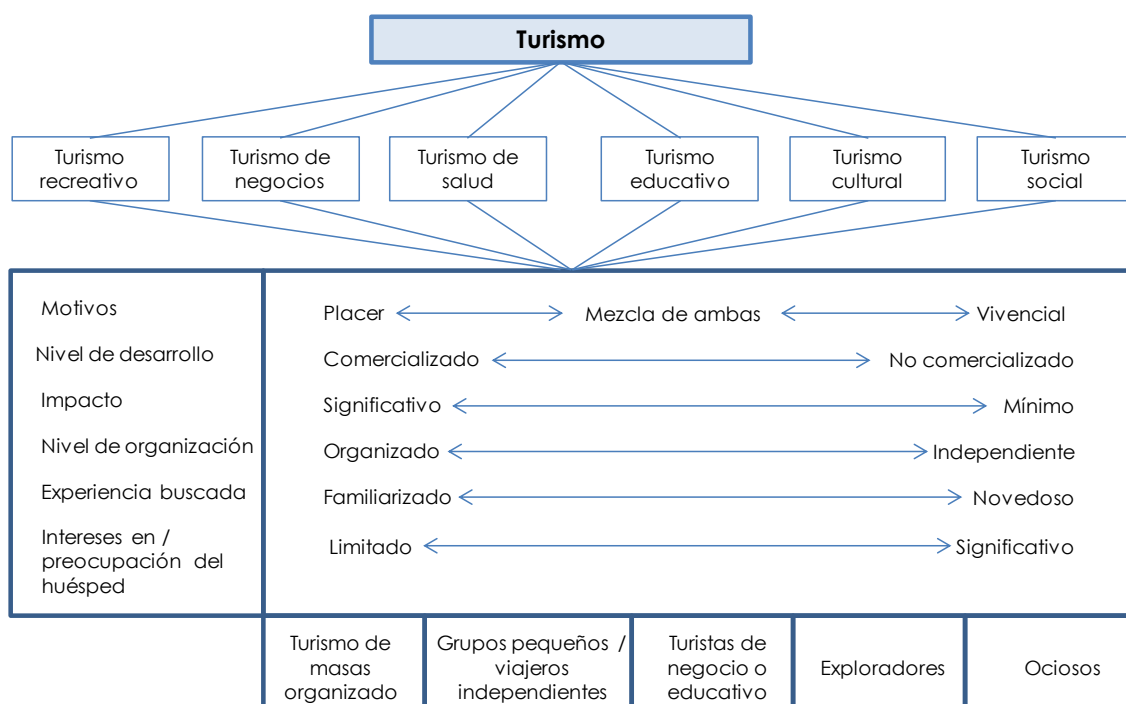 Turismo
Turismo
recreativo
Turismo de
negocios
Turismo de
salud
Turismo
educativo
Turismo
cultural
Turismo
social
Motivos
Placer Mezcla de ambas Vivencial
Nivel de desarrollo
Comercializado No comercializado
Impacto
Significativo Mínimo
Nivel de organización
Organizado Independiente
Experiencia buscada
Familiarizado Novedoso
Intereses en /
preocupación del
huésped
Limitado Significativo
Turismo de
masas
organizado
Grupos pequeños /
viajeros
independientes
Turistas de
negocio o
educativo
Exploradores
Ociosos